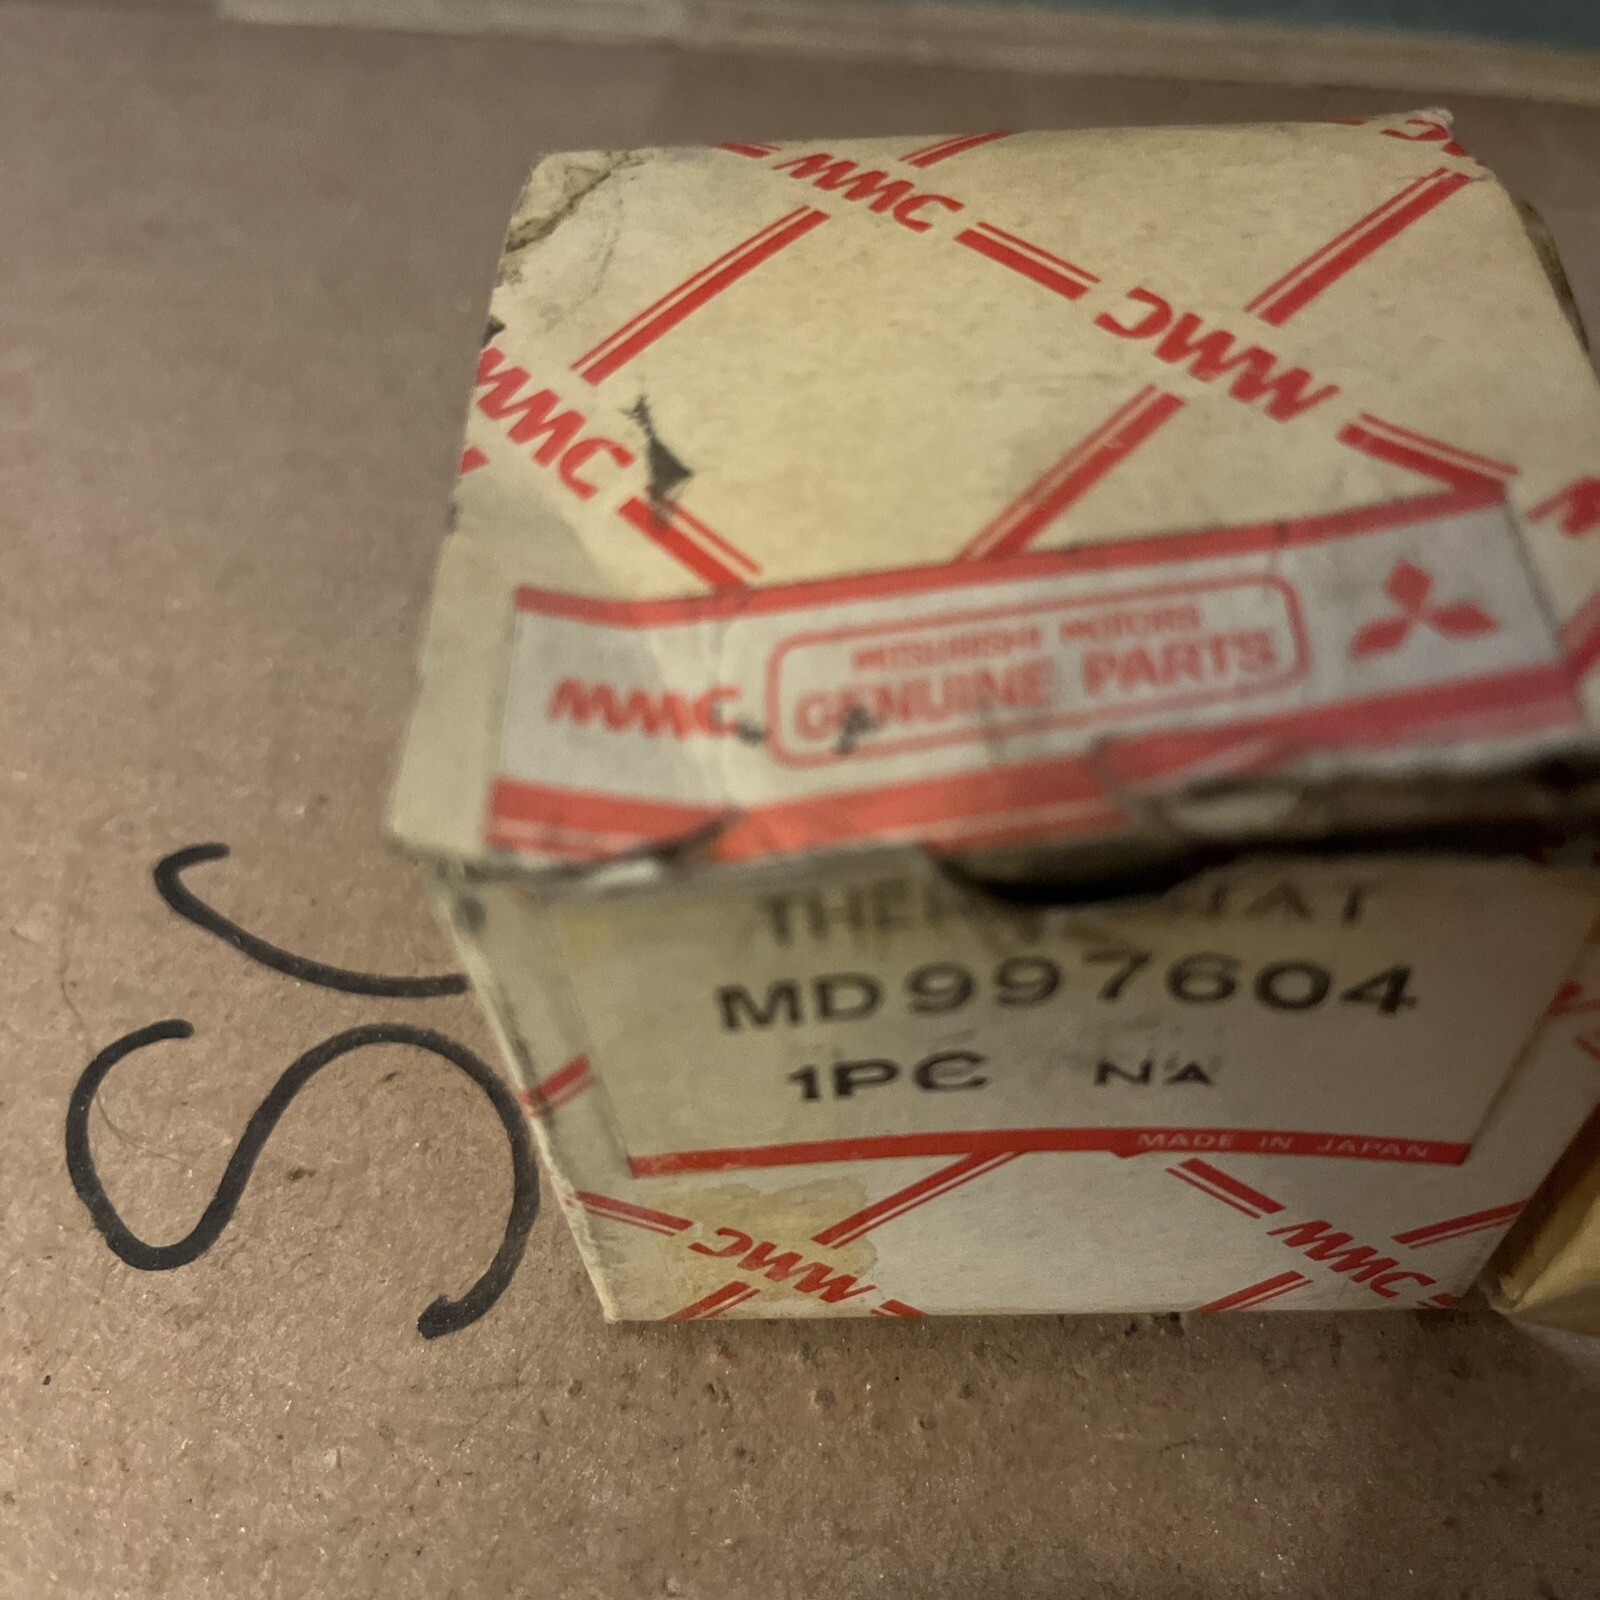 MMC
MMC
MMC
MMC
MITSUBISHI MOTORS
GENUINE PARTS
MD997604
1PC NA
MADE IN JAPAN
MMC
MMC